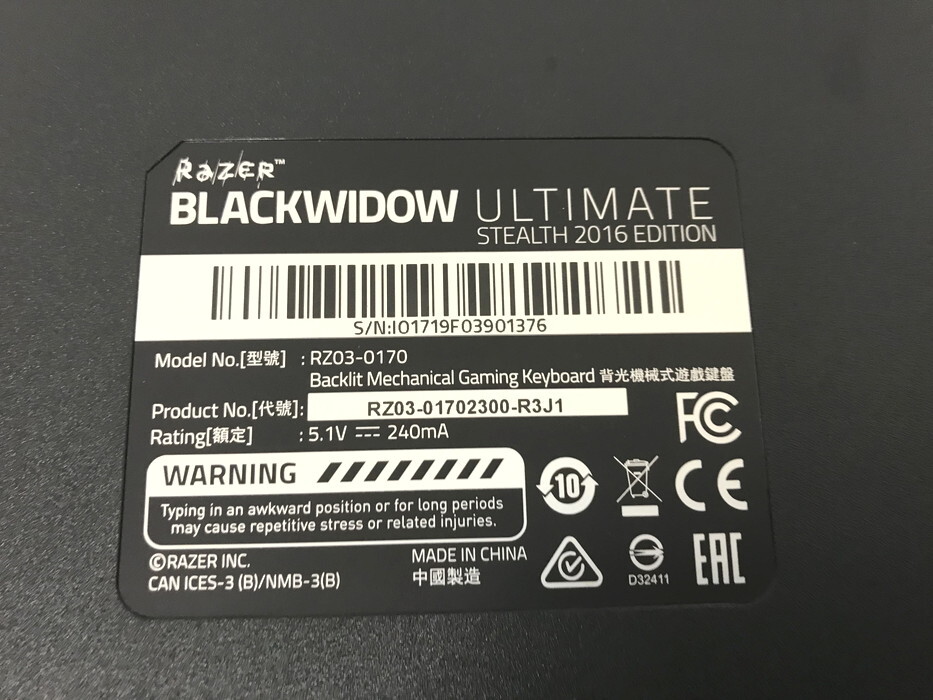 RAZER™
BLACKWIDOW ULTIMATE
STEALTH 2016 EDITION
S/N:IO1719F03901376
Model No.[型號] : RZ03-0170
Backlit Mechanical Gaming Keyboard 背光機械式遊戲鍵盤
Product No.[代號]: RZ03-01702300-R3J1
Rating[額定] : 5.1V ⎓ 240mA
FC
WARNING
Typing in an awkward position or for long periods
may cause repetitive stress or related injuries.
10
CE
©RAZER INC.
CAN ICES-3 (B)/NMB-3(B)
MADE IN CHINA
中國製造
D32411
EAC